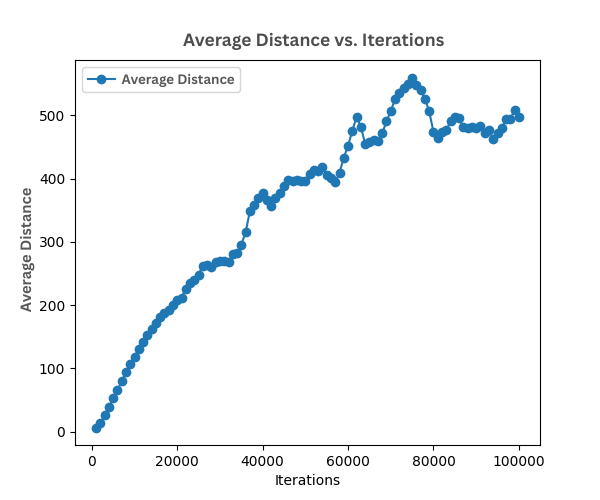 Average Distance vs. Iterations
Average Distance
Average Distance
500
400
300
200
100
0
0 20000 40000 60000 80000 100000
Iterations